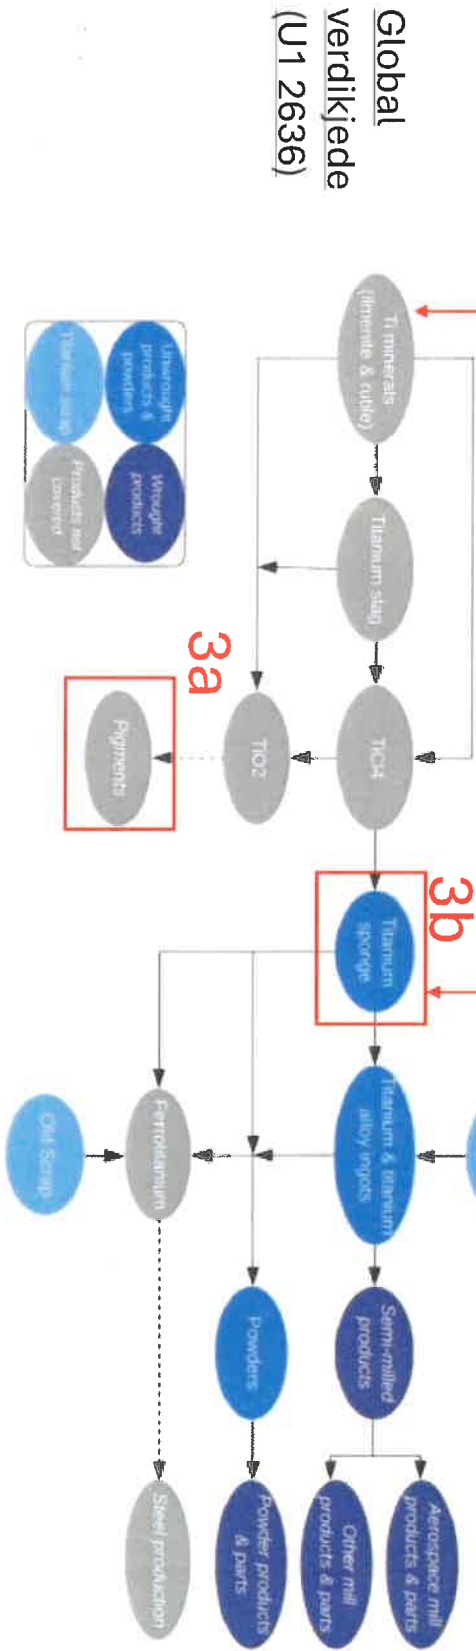 Global
verdikjede
(U1 2636)
Ti minerals
(ilmenite & rutile)
Titanium slag
TiCl4
TiO2
3a
Pigments
3b
Titanium
sponge
Titanium & titanium
alloy ingots
Semi-milled
products
Aerospace mill
products & parts
Other mill
products & parts
Powders
Powder products
& parts
Ferrotitanium
Steel production
Old Scrap
Unwrought
products &
powders
Wrought
products
Titanium scrap
Products not
covered